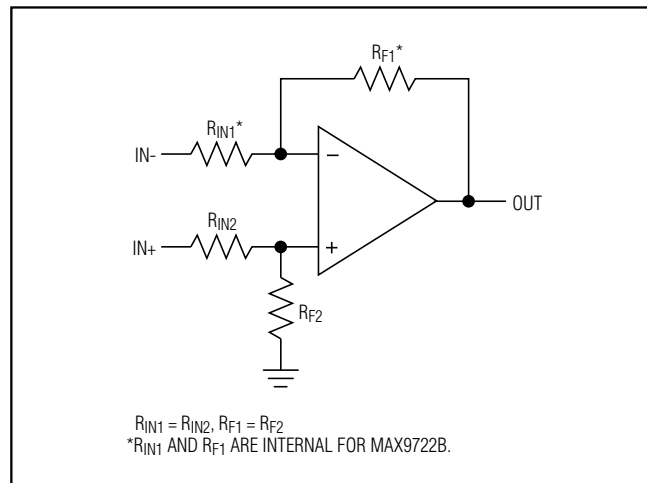 RF1*
RIN1*
IN-
−
OUT
RIN2
IN+
+
RF2
RIN1 = RIN2, RF1 = RF2
*RIN1 AND RF1 ARE INTERNAL FOR MAX9722B.